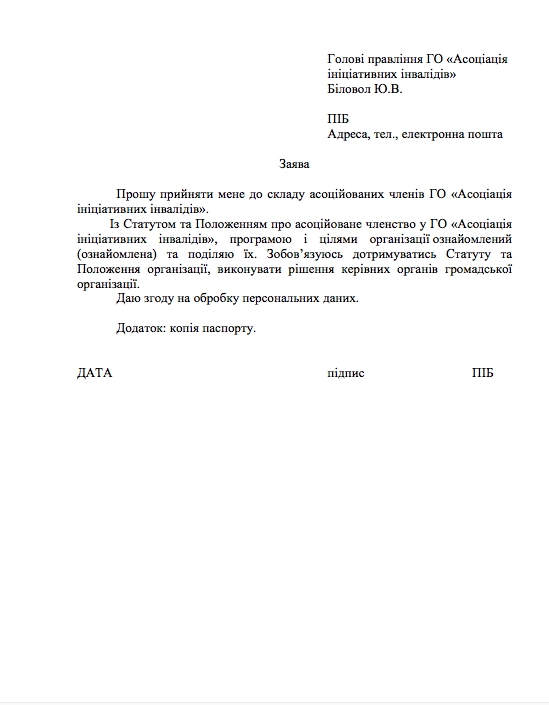 Голові правління ГО «Асоціація
ініціативних інвалідів»
Біловол Ю.В.
ПІБ
Адреса, тел., електронна пошта
Заява
Прошу прийняти мене до складу асоційованих членів ГО «Асоціація
ініціативних інвалідів».
Із Статутом та Положенням про асоційоване членство у ГО «Асоціація
ініціативних інвалідів», програмою і цілями організації ознайомлений
(ознайомлена) та поділяю їх. Зобов’язуюсь дотримуватись Статуту та
Положення організації, виконувати рішення керівних органів громадської
організації.
Даю згоду на обробку персональних даних.
Додаток: копія паспорту.
ДАТА підпис ПІБ